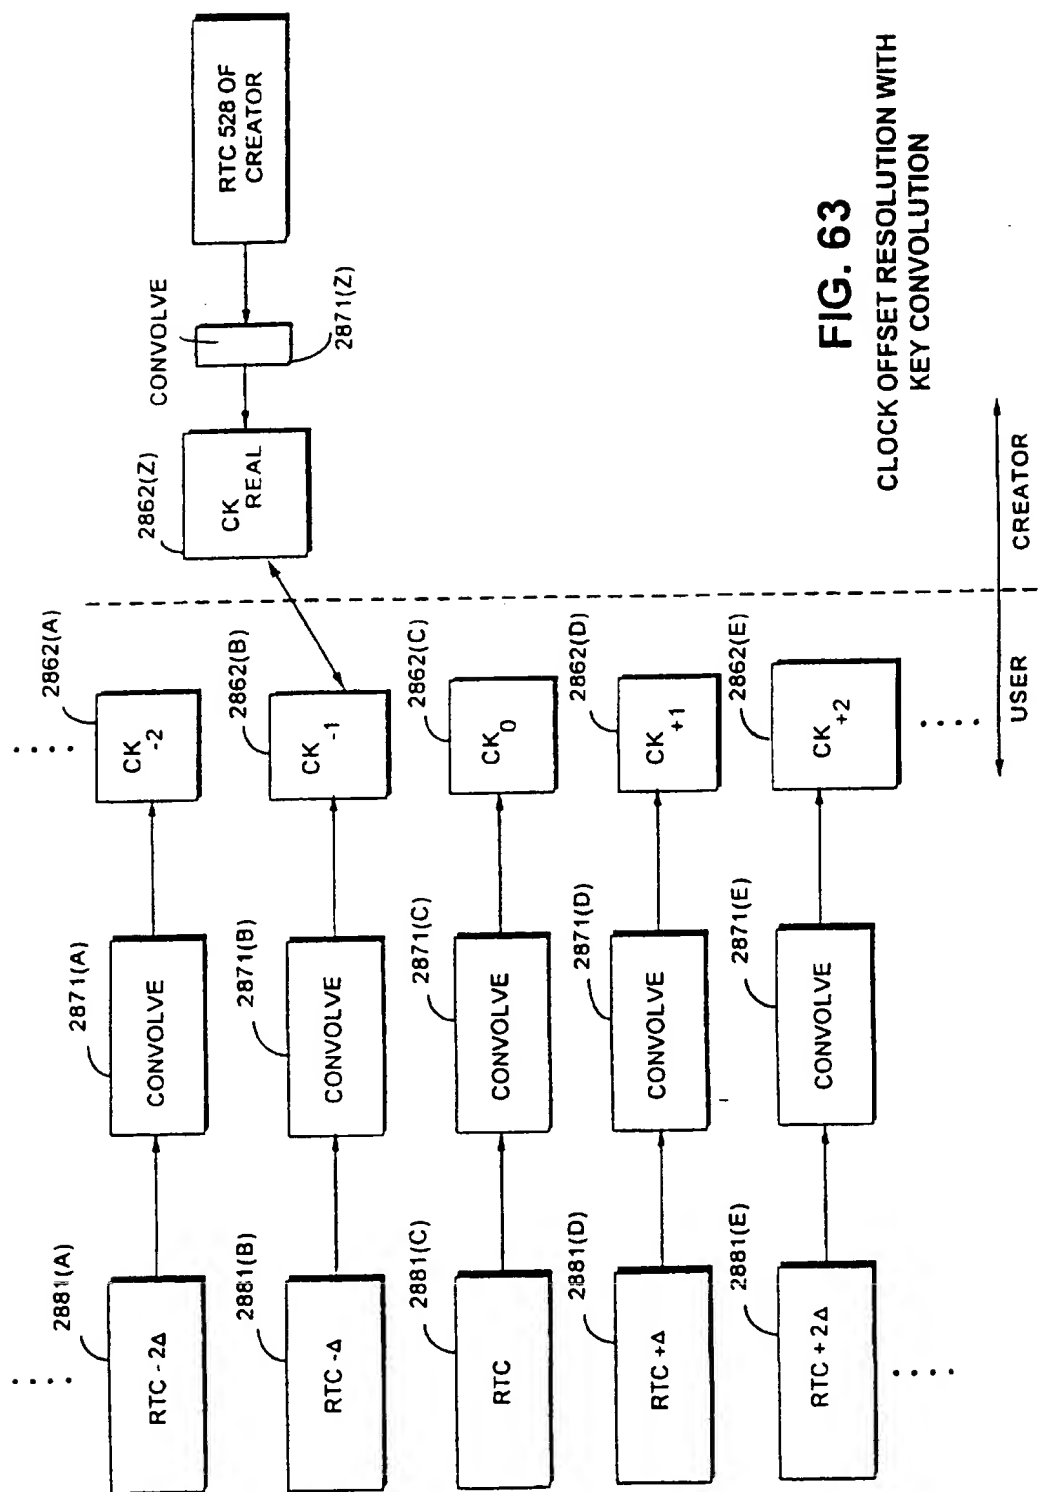 2881(A)
RTC - 2Δ
2871(A)
CONVOLVE
2862(A)
CK -2
2881(B)
RTC - Δ
2871(B)
CONVOLVE
2862(B)
CK -1
2881(C)
RTC
2871(C)
CONVOLVE
2862(C)
CK 0
2881(D)
RTC + Δ
2871(D)
CONVOLVE
2862(D)
CK +1
2881(E)
RTC + 2Δ
2871(E)
CONVOLVE
2862(E)
CK +2
2862(Z)
CK REAL
CONVOLVE
2871(Z)
RTC 528 OF
CREATOR
USER
CREATOR
FIG. 63
CLOCK OFFSET RESOLUTION WITH
KEY CONVOLUTION